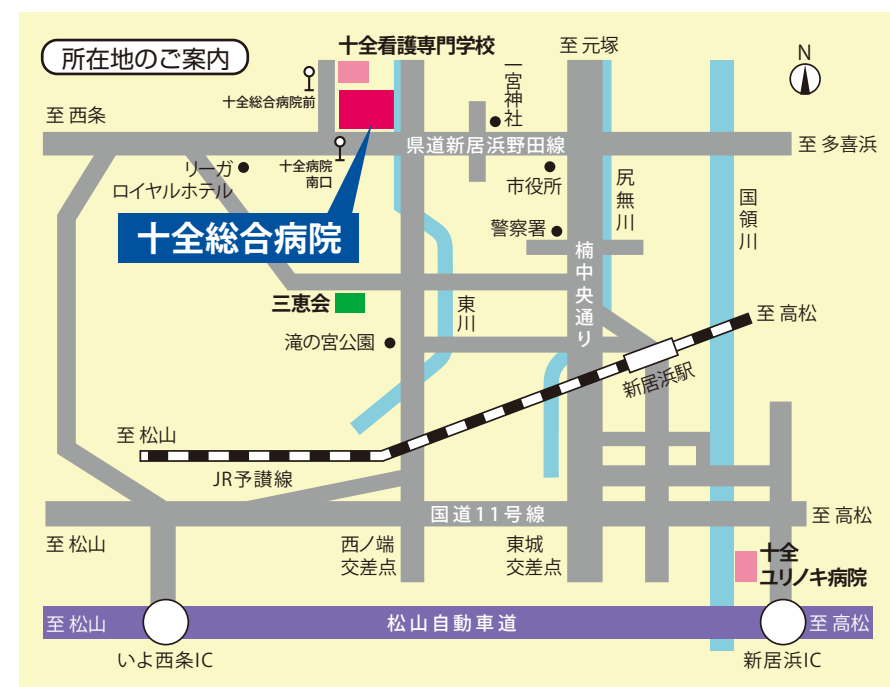 所在地のご案内
十全看護専門学校
至 元塚
N
十全総合病院前
一宮神社
至 西条
県道新居浜野田線
至 多喜浜
リーガ
ロイヤルホテル
十全病院
南口
市役所
尻無川
国領川
十全総合病院
警察署
楠中央通り
三恵会
東川
至 高松
滝の宮公園
新居浜駅
至 松山
JR予讃線
国道11号線
至 高松
至 松山
西ノ端
交差点
東城
交差点
十全
ユリノキ病院
至 松山
松山自動車道
至 高松
いよ西条IC
新居浜IC